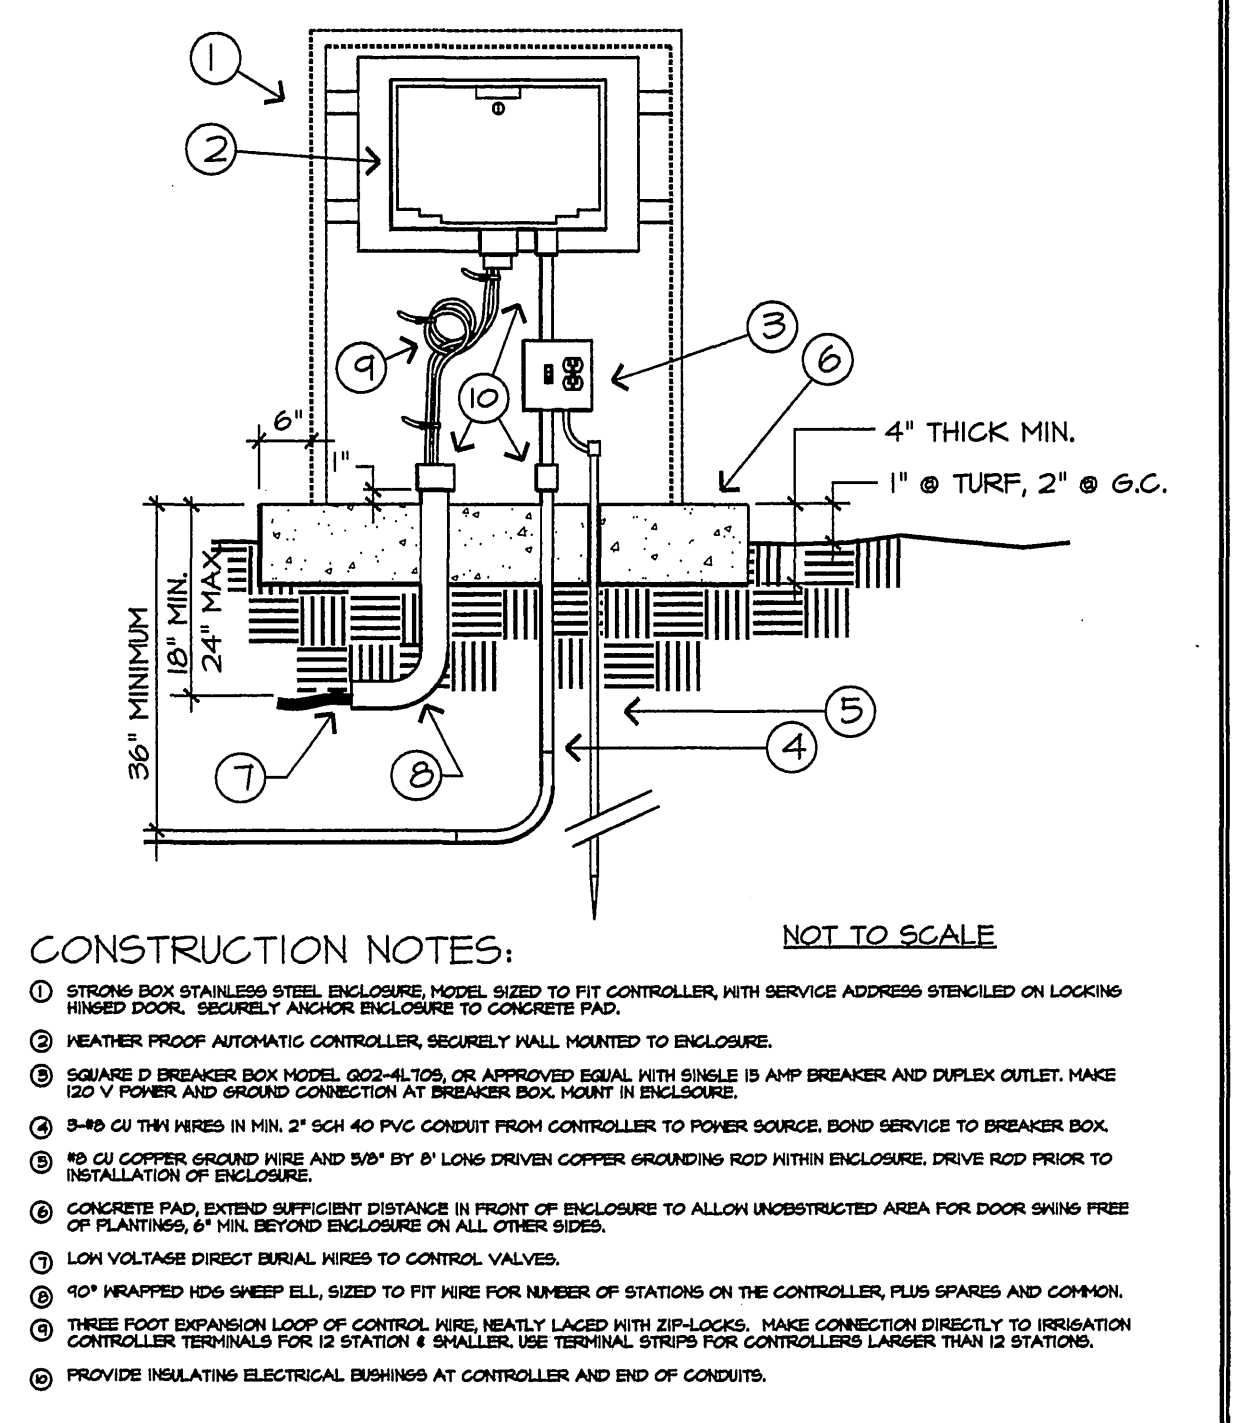 1
2
3
6
9
10
6"
1"
4" THICK MIN.
1" @ TURF, 2" @ G.C.
36" MINIMUM
18" MIN.
24" MAX
5
4
7
8
NOT TO SCALE
CONSTRUCTION NOTES:
1 STRONG BOX STAINLESS STEEL ENCLOSURE, MODEL SIZED TO FIT CONTROLLER, WITH SERVICE ADDRESS STENCILED ON LOCKING
HINGED DOOR. SECURELY ANCHOR ENCLOSURE TO CONCRETE PAD.
2 WEATHER PROOF AUTOMATIC CONTROLLER, SECURELY WALL MOUNTED TO ENCLOSURE.
3 SQUARE D BREAKER BOX MODEL QO2-4L70S, OR APPROVED EQUAL WITH SINGLE 15 AMP BREAKER AND DUPLEX OUTLET. MAKE
120 V POWER AND GROUND CONNECTION AT BREAKER BOX. MOUNT IN ENCLSOURE.
4 3-#8 CU THW WIRES IN MIN. 2" SCH 40 PVC CONDUIT FROM CONTROLLER TO POWER SOURCE. BOND SERVICE TO BREAKER BOX.
5 #8 CU COPPER GROUND WIRE AND 5/8" BY 8' LONG DRIVEN COPPER GROUNDING ROD WITHIN ENCLOSURE. DRIVE ROD PRIOR TO
INSTALLATION OF ENCLOSURE.
6 CONCRETE PAD, EXTEND SUFFICIENT DISTANCE IN FRONT OF ENCLOSURE TO ALLOW UNOBSTRUCTED AREA FOR DOOR SWING FREE
OF PLANTINGS, 6" MIN. BEYOND ENCLOSURE ON ALL OTHER SIDES.
7 LOW VOLTAGE DIRECT BURIAL WIRES TO CONTROL VALVES.
8 90° WRAPPED HDG SWEEP ELL, SIZED TO FIT WIRE FOR NUMBER OF STATIONS ON THE CONTROLLER, PLUS SPARES AND COMMON.
9 THREE FOOT EXPANSION LOOP OF CONTROL WIRE, NEATLY LACED WITH ZIP-LOCKS. MAKE CONNECTION DIRECTLY TO IRRIGATION
CONTROLLER TERMINALS FOR 12 STATION & SMALLER. USE TERMINAL STRIPS FOR CONTROLLERS LARGER THAN 12 STATIONS.
10 PROVIDE INSULATING ELECTRICAL BUSHINGS AT CONTROLLER AND END OF CONDUITS.